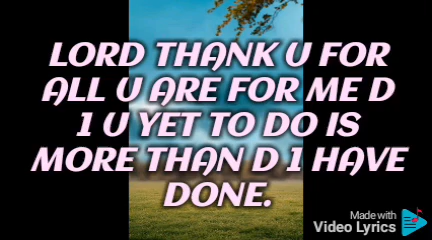 LORD THANK U FOR
ALL U ARE FOR ME D
1 U YET TO DO IS
MORE THAN D 1 HAVE
DONE.
Made with
Video Lyrics